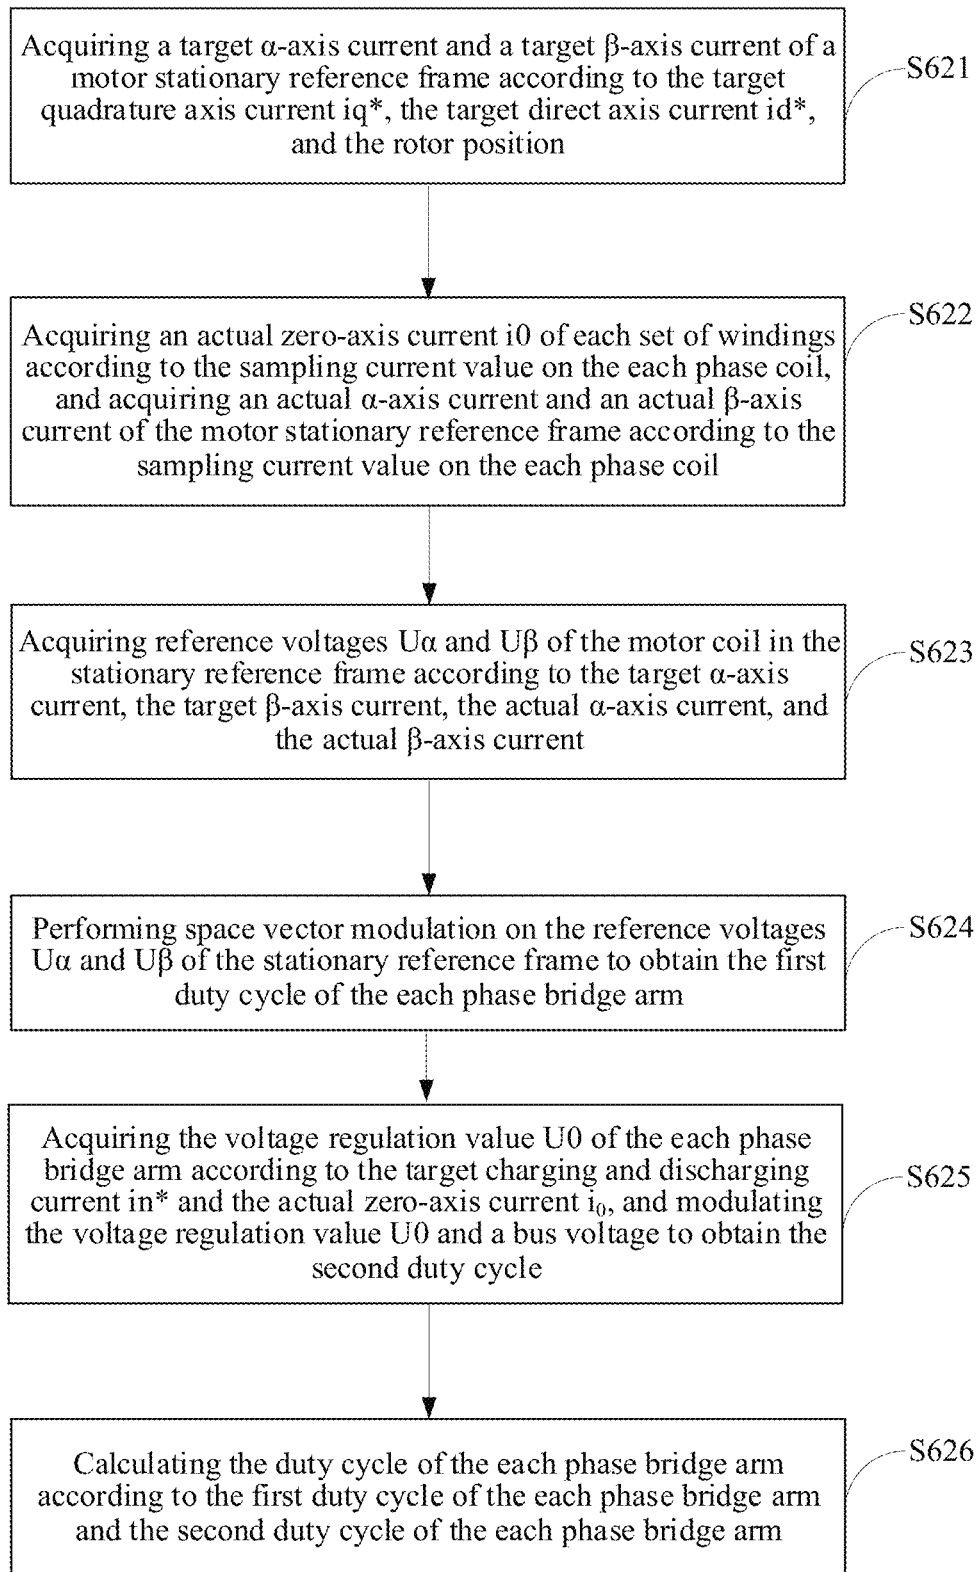 Acquiring a target α-axis current and a target β-axis current of a
motor stationary reference frame according to the target
quadrature axis current iq*, the target direct axis current id*,
and the rotor position
S621
Acquiring an actual zero-axis current i0 of each set of windings
according to the sampling current value on the each phase coil,
and acquiring an actual α-axis current and an actual β-axis
current of the motor stationary reference frame according to the
sampling current value on the each phase coil
S622
Acquiring reference voltages Uα and Uβ of the motor coil in the
stationary reference frame according to the target α-axis
current, the target β-axis current, the actual α-axis current, and
the actual β-axis current
S623
Performing space vector modulation on the reference voltages
Uα and Uβ of the stationary reference frame to obtain the first
duty cycle of the each phase bridge arm
S624
Acquiring the voltage regulation value U0 of the each phase
bridge arm according to the target charging and discharging
current in* and the actual zero-axis current i₀, and modulating
the voltage regulation value U0 and a bus voltage to obtain the
second duty cycle
S625
Calculating the duty cycle of the each phase bridge arm
according to the first duty cycle of the each phase bridge arm
and the second duty cycle of the each phase bridge arm
S626